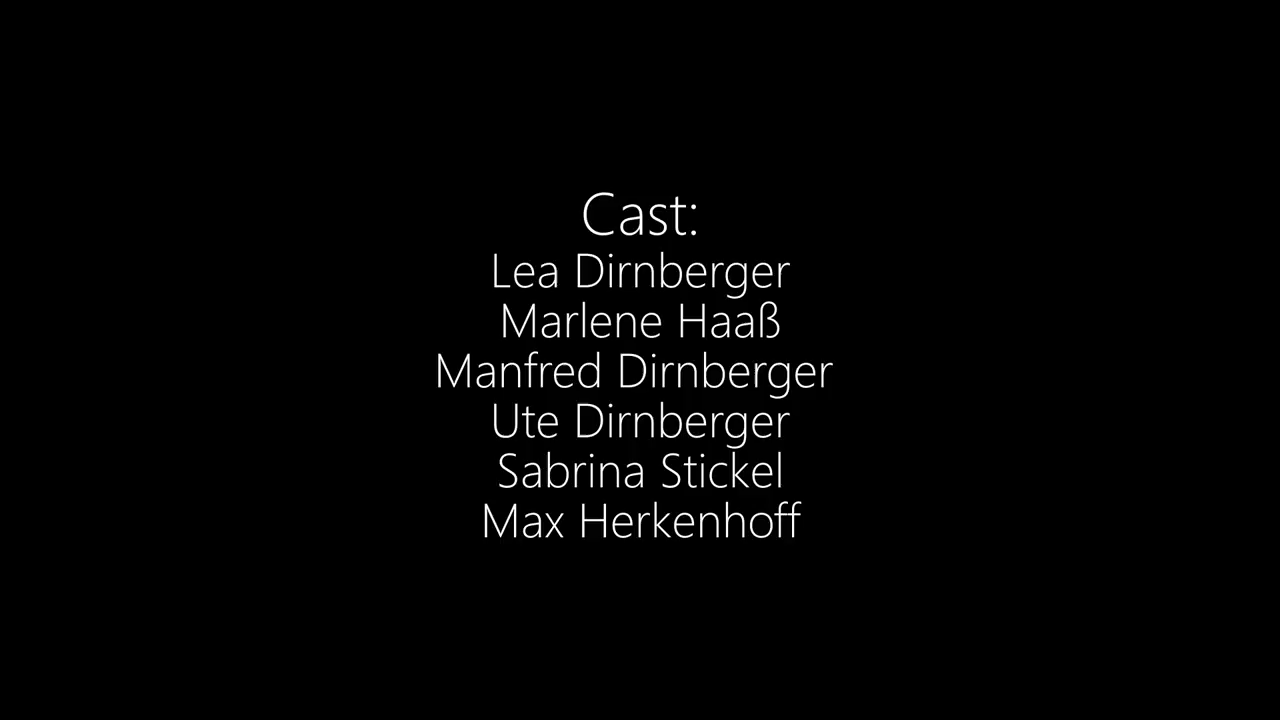 Cast:
Lea Dirnberger
Marlene Haaß
Manfred Dirnberger
Ute Dirnberger
Sabrina Stickel
Max Herkenhoff